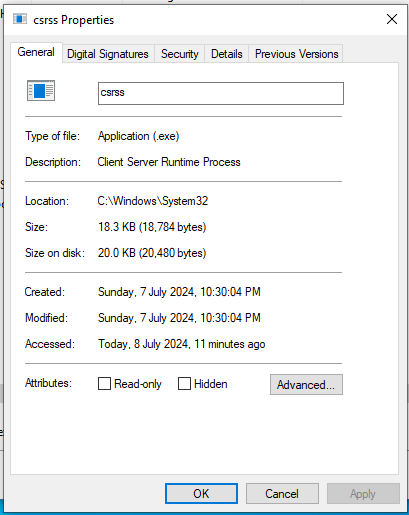 csrss Properties
General Digital Signatures Security Details Previous Versions
csrss
Type of file: Application (.exe)
Description: Client Server Runtime Process
Location: C:\Windows\System32
Size: 18.3 KB (18,784 bytes)
Size on disk: 20.0 KB (20,480 bytes)
Created: Sunday, 7 July 2024, 10:30:04 PM
Modified: Sunday, 7 July 2024, 10:30:04 PM
Accessed: Today, 8 July 2024, 11 minutes ago
Attributes: Read-only Hidden Advanced...
OK Cancel Apply